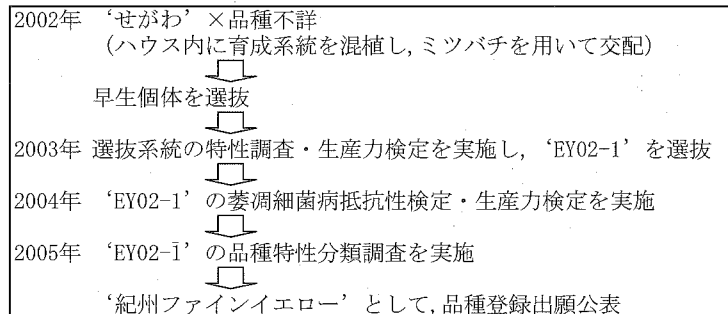 2002年 ‘せがわ’×品種不詳
(ハウス内に育成系統を混植し,ミツバチを用いて交配)
早生個体を選抜
2003年 選抜系統の特性調査・生産力検定を実施し,‘EY02-1’を選抜
2004年 ‘EY02-1’の萎凋細菌病抵抗性検定・生産力検定を実施
2005年 ‘EY02-1’の品種特性分類調査を実施
‘紀州ファインイエロー’として,品種登録出願公表